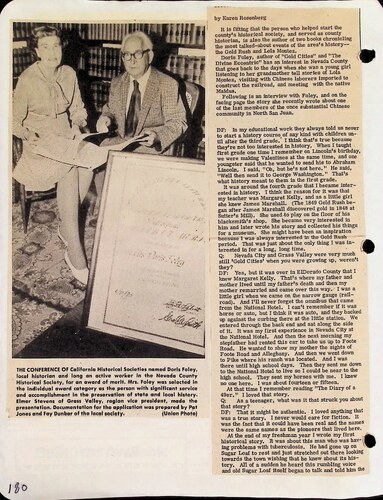 by Karen Rosenberg
It is fitting that the person who helped start the
county's historical society, and served as county
historian, is also the author of two books chronicling
the most talked-about events of the area's history—
the Gold Rush and Lola Montez.
Doris Foley, author of "Gold Cities" and "The
Divine Eccentric" has an interest in Nevada County
that goes back to the days when she was a young girl
listening to her grandmother tell stories of Lola
Montez, visiting with Chinese laborers imported to
construct the railroad, and meeting with the native
Maidus.
Following is an interview with Foley, and on the
facing page the story she recently wrote about one
of the last members of the once substantial Chinese
community in North San Juan.
DF: In my educational work they always told us never
to start a history course of any kind with children un-
til after the third grade. I think that's true because
they're not too interested in history. When I taught
first grade one time I remember on Lincoln's birthday,
we were making Valentines at the same time, and one
youngster said that he wanted to send his to Abraham
Lincoln. I said, "Oh, but he's not here." He said,
"Well then send it to George Washington." That's
what history meant to them in the first grade.
It was around the fourth grade that I became inter-
ested in history. I think the reason for it was that
my teacher was Margaret Kelly, and as a little girl
she knew James Marshall. (The 1849 Gold Rush be-
gan after James Marshall discovered gold in 1848 at
Sutter's Mill). She used to play on the floor of his
blacksmith's shop. She became very interested in
him and later wrote his story and collected his things
for a museum. She might have been an inspiration
because I was always interested in the Gold Rush
period. That was just about the only thing I was in-
terested in for a long, long time.
Q: Nevada City and Grass Valley were very much
still 'Gold Cities' when you were growing up, weren't
they?
DF: Yes, but it was over in ElDorado County that I
knew Margaret Kelly. That's where my father and
mother lived until my father's death and then my
mother remarried and came over this way. I was a
little girl when we came on the narrow gauge (rail-
road). And I'll never forget the omnibus that came
from the National Hotel. I can't remember if it was
horse or auto, but I think it was auto, and they backed
up against the curbing there at the little station. We
entered through the back end and sat along the side
of it. It was my first experience in Nevada City at
the National Hotel. And then the next morning my
stepfather had rented this car to take us up to Foote
Road. He wanted to show my mother the sights of
Foote Road and Alleghany. And then we went down
to Pike where his ranch was located. And I was
there until high school days. Then they sent me down
to the National Hotel to live so I could be near to the
high school. They sent my horses with me. I knew
no one here. I was about fourteen or fifteen.
At that time I remember reading "The Diary of a
49er." I loved that story.
Q: As a teenager, what was it that struck you about
that story?
DF: That it might be authentic. I loved anything that
was a true story. I never would care for fiction. It
was the fact that it could have been real and the names
were the same names as the pioneers that lived here.
At the end of my freshman year I wrote my first
historical story. It was about this man who was hav-
ing problems with tuberculosis. He had gone up on
Sugar Loaf to rest and just stretched out there looking
towards the town wishing that he knew about its his-
tory. All of a sudden he heard this rumbling voice
and old Sugar Loaf itself began to talk and told him the
THE CONFERENCE OF California Historical Societies named Doris Foley,
local historian and long an active worker in the Nevada County
Historical Society, for an award of merit. Mrs. Foley was selected in
the individual award category as the person with significant service
and accomplishment in the preservation of state and local history.
Elmer Stevens of Grass Valley, region vice president, made the
presentation. Documentation for the application was prepared by Pat
Jones and Fay Dunbar of the local society. (Union Photo)
180